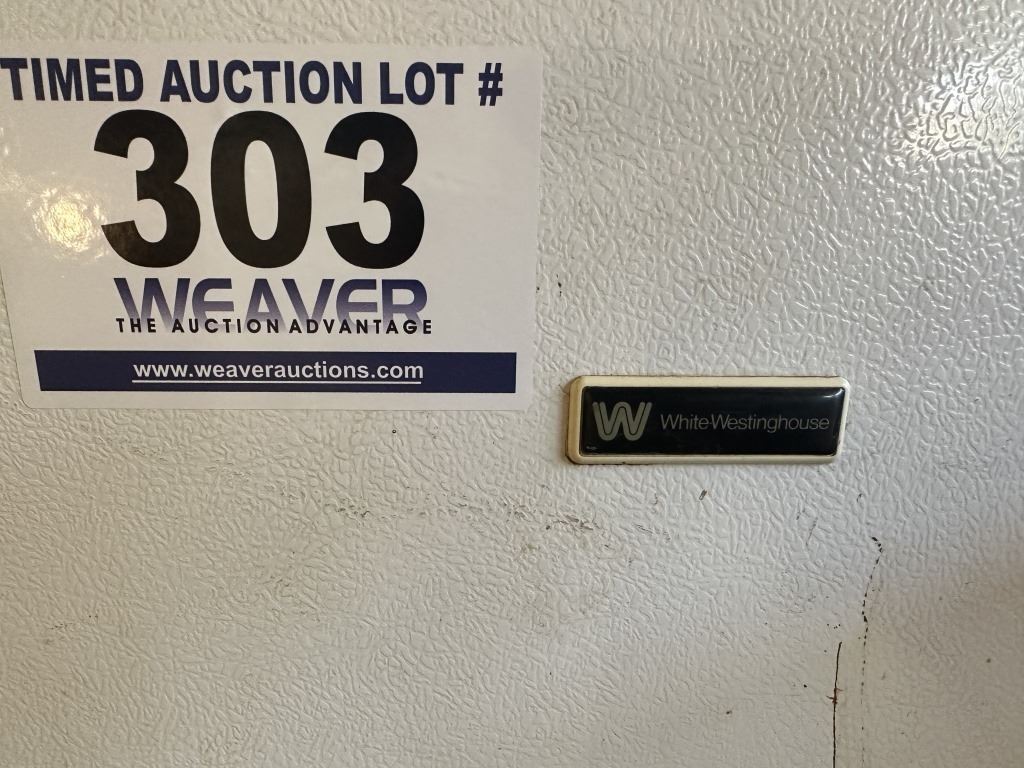 TIMED AUCTION LOT #
303
WEAVER
THE AUCTION ADVANTAGE
www.weaverauctions.com
W White-Westinghouse